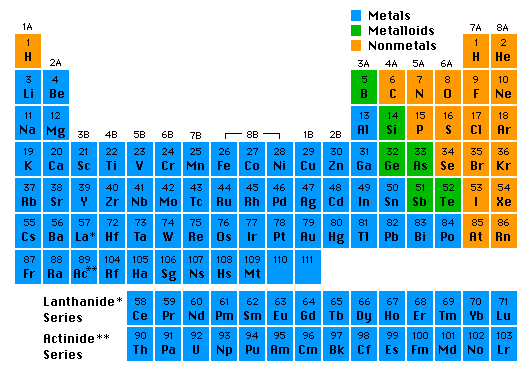 1A
Metals
Metalloids
Nonmetals
7A 8A
1 H 1 H 2 He
2A 3A 4A 5A 6A
3 Li 4 Be 5 B 6 C 7 N 8 O 9 F 10 Ne
11 Na 12 Mg 13 Al 14 Si 15 P 16 S 17 Cl 18 Ar
3B 4B 5B 6B 7B 8B 1B 2B
19 K 20 Ca 21 Sc 22 Ti 23 V 24 Cr 25 Mn 26 Fe 27 Co 28 Ni 29 Cu 30 Zn 31 Ga 32 Ge 33 As 34 Se 35 Br 36 Kr
37 Rb 38 Sr 39 Y 40 Zr 41 Nb 42 Mo 43 Tc 44 Ru 45 Rh 46 Pd 47 Ag 48 Cd 49 In 50 Sn 51 Sb 52 Te 53 I 54 Xe
55 Cs 56 Ba 57 La* 72 Hf 73 Ta 74 W 75 Re 76 Os 77 Ir 78 Pt 79 Au 80 Hg 81 Tl 82 Pb 83 Bi 84 Po 85 At 86 Rn
87 Fr 88 Ra 89 Ac** 104 Rf 105 Ha 106 Sg 107 Ns 108 Hs 109 Mt 110 111
Lanthanide* Series 58 Ce 59 Pr 60 Nd 61 Pm 62 Sm 63 Eu 64 Gd 65 Tb 66 Dy 67 Ho 68 Er 69 Tm 70 Yb 71 Lu
Actinide** Series 90 Th 91 Pa 92 U 93 Np 94 Pu 95 Am 96 Cm 97 Bk 98 Cf 99 Es 100 Fm 101 Md 102 No 103 Lr